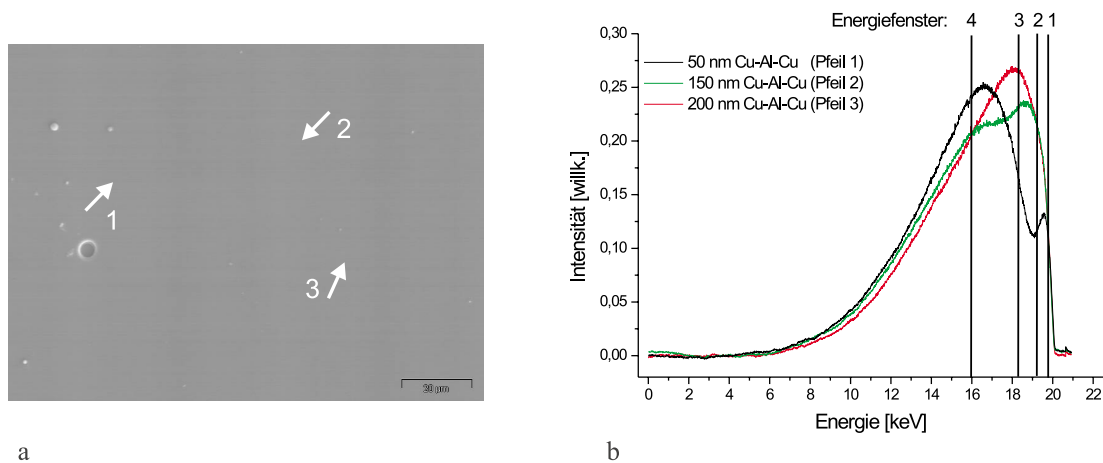 1
2
3
20 µm
a
Energiefenster: 4 3 2 1
0,30
0,25
0,20
0,15
0,10
0,05
0,00
Intensität [willk.]
50 nm Cu-Al-Cu (Pfeil 1)
150 nm Cu-Al-Cu (Pfeil 2)
200 nm Cu-Al-Cu (Pfeil 3)
0 2 4 6 8 10 12 14 16 18 20 22
Energie [keV]
b